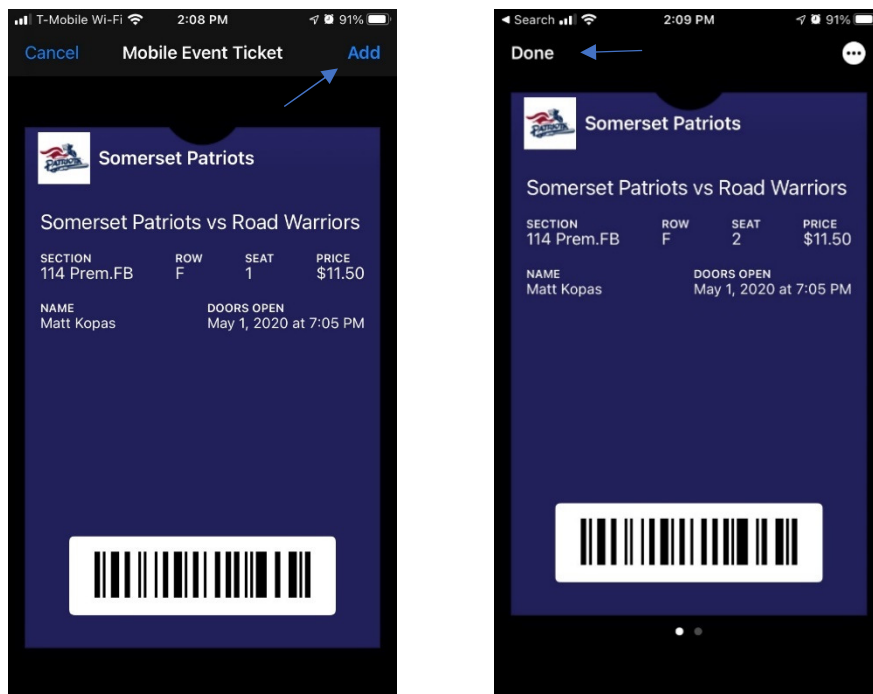 T-Mobile Wi-Fi 2:08 PM 91%
Cancel Mobile Event Ticket Add
PATRIOTS
Somerset Patriots
Somerset Patriots vs Road Warriors
SECTION ROW SEAT PRICE
114 Prem.FB F 1 $11.50
NAME DOORS OPEN
Matt Kopas May 1, 2020 at 7:05 PM
Search 2:09 PM 91%
Done
PATRIOTS
Somerset Patriots
Somerset Patriots vs Road Warriors
SECTION ROW SEAT PRICE
114 Prem.FB F 2 $11.50
NAME DOORS OPEN
Matt Kopas May 1, 2020 at 7:05 PM